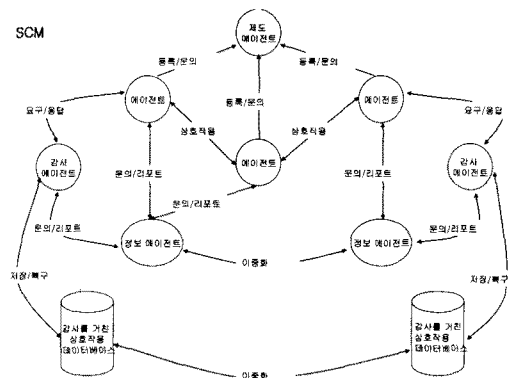 SCM
제도
에이전트
등록/문의
등록/문의
에이전트
에이전트
등록/문의
요구/응답
요구/응답
상호작용
상호작용
에이전트
감사
에이전트
감사
에이전트
문의/리포트
문의/리포트
문의/리포트
문의/리포트
문의/리포트
정보 에이전트
정보 에이전트
이중화
저장/복구
저장/복구
감사를 거친
상호작용
데이터베이스
감사를 거친
상호작용
데이터베이스
이중화